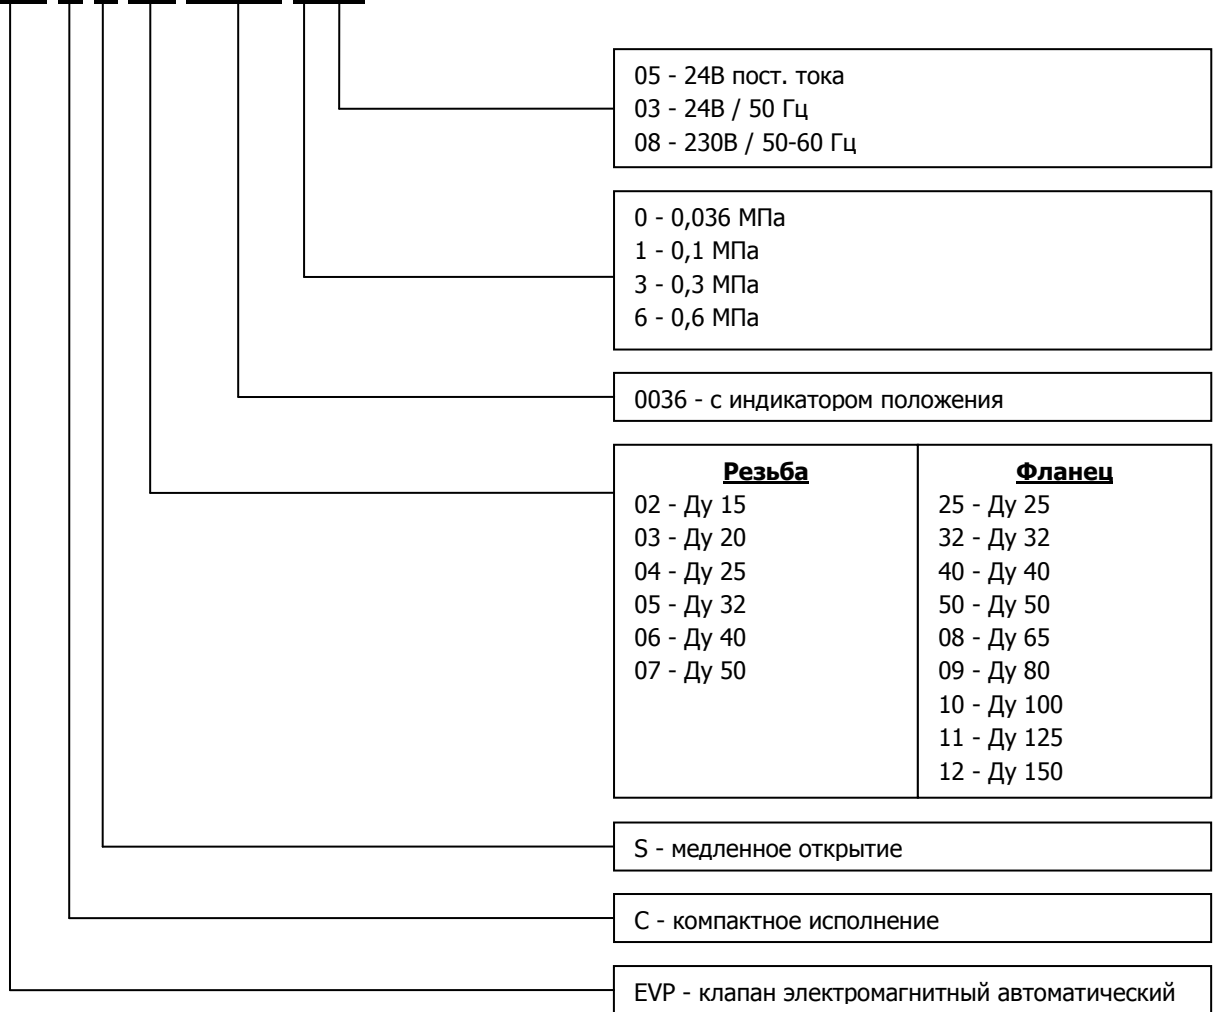 05 - 24В пост. тока
03 - 24В / 50 Гц
08 - 230В / 50-60 Гц
0 - 0,036 МПа
1 - 0,1 МПа
3 - 0,3 МПа
6 - 0,6 МПа
0036 - с индикатором положения
Резьба
02 - Ду 15
03 - Ду 20
04 - Ду 25
05 - Ду 32
06 - Ду 40
07 - Ду 50
Фланец
25 - Ду 25
32 - Ду 32
40 - Ду 40
50 - Ду 50
08 - Ду 65
09 - Ду 80
10 - Ду 100
11 - Ду 125
12 - Ду 150
S - медленное открытие
С - компактное исполнение
EVP - клапан электромагнитный автоматический